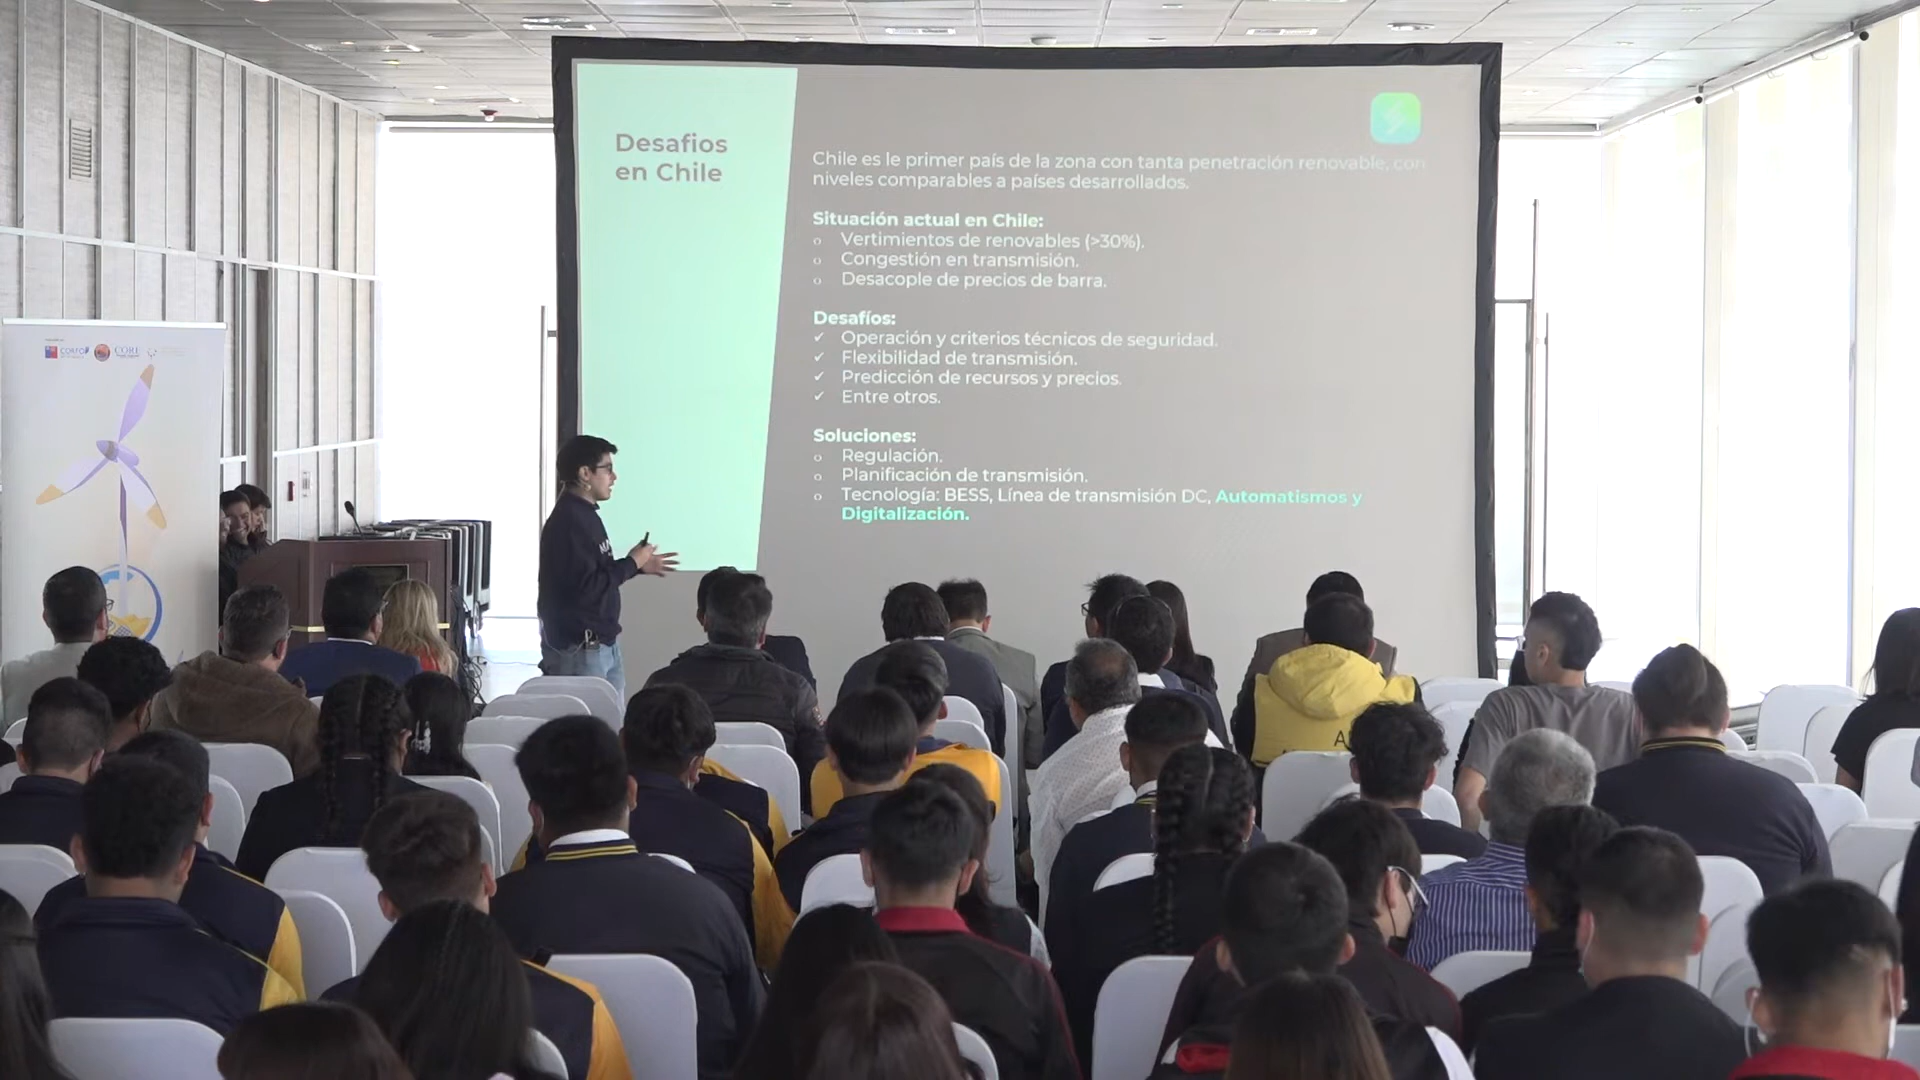 Desafios
en Chile
Chile es le primer país de la zona con tanta penetración renovable, con
niveles comparables a países desarrollados.
Situación actual en Chile:
o Vertimientos de renovables (>30%).
o Congestión en transmisión.
o Desacople de precios de barra.
Desafíos:
✓ Operación y criterios técnicos de seguridad.
✓ Flexibilidad de transmisión.
✓ Predicción de recursos y precios.
✓ Entre otros.
Soluciones:
o Regulación.
o Planificación de transmisión.
o Tecnología: BESS, Línea de transmisión DC, Automatismos y
Digitalización.
CORFO
CORE